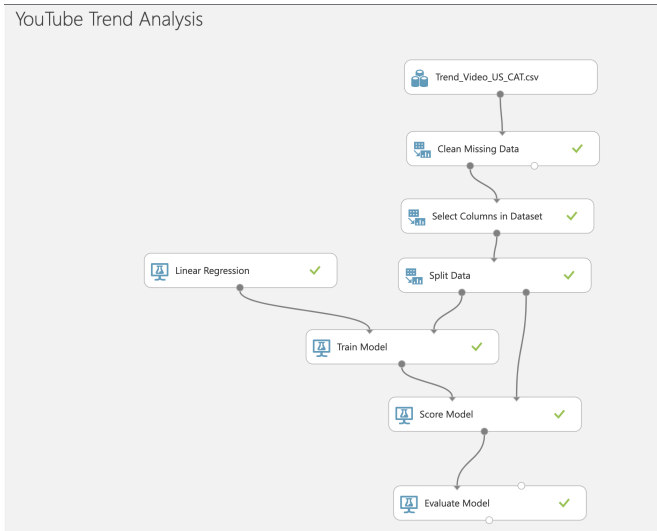 YouTube Trend Analysis
Trend_Video_US_CAT.csv
Clean Missing Data
Select Columns in Dataset
Linear Regression
Split Data
Train Model
Score Model
Evaluate Model